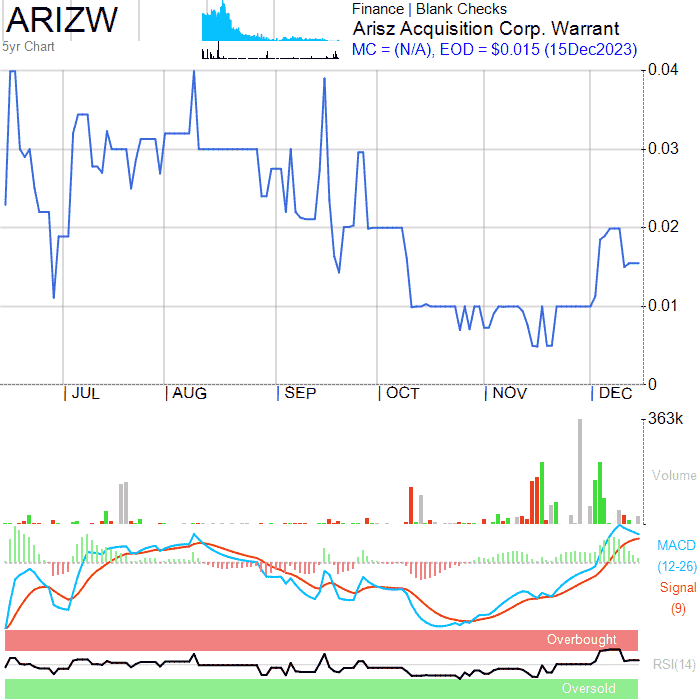 ARIZW
5yr Chart
Finance | Blank Checks
Arisz Acquisition Corp. Warrant
MC = (N/A), EOD = $0.015 (15Dec2023)
0.04
0.03
0.02
0.01
0
JUL AUG SEP OCT NOV DEC
363k
Volume
MACD
(12-26)
Signal
(9)
Overbought
RSI(14)
Oversold